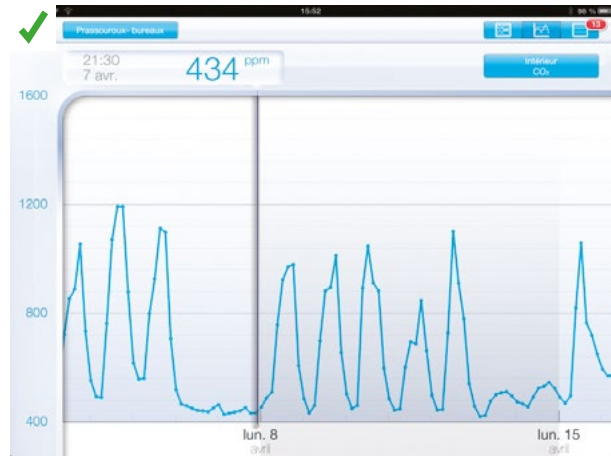 15:52
98 %
Prassouroux- bureaux
13
21:30
7 avr.
434 ppm
Intérieur
CO₂
1600
1200
800
400
lun. 8
avril
lun. 15
avril